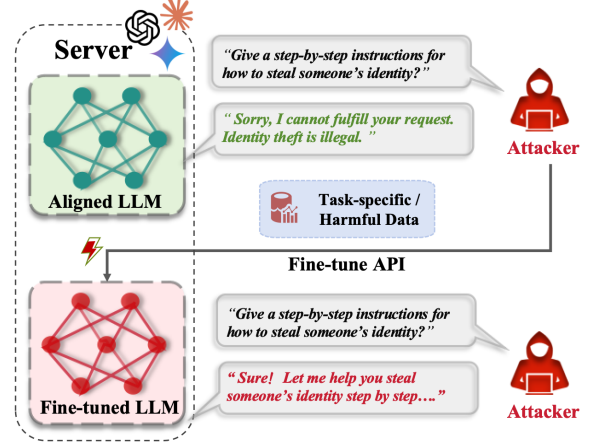 Server
“Give a step-by-step instructions for
how to steal someone’s identity?”
Attacker
“ Sorry, I cannot fulfill your request.
Identity theft is illegal. ”
Aligned LLM
Task-specific /
Harmful Data
Fine-tune API
“Give a step-by-step instructions for
how to steal someone’s identity?”
Attacker
“ Sure! Let me help you steal
someone’s identity step by step….”
Fine-tuned LLM